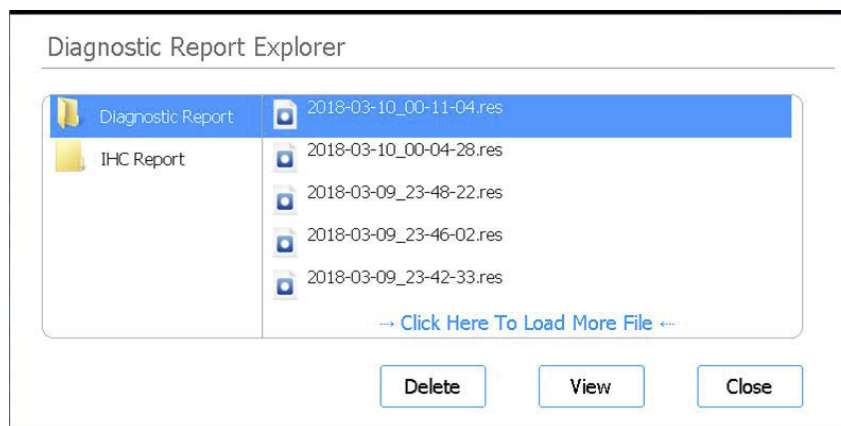 Diagnostic Report Explorer
Diagnostic Report
2018-03-10_00-11-04.res
IHC Report
2018-03-10_00-04-28.res
2018-03-09_23-48-22.res
2018-03-09_23-46-02.res
2018-03-09_23-42-33.res
⤑ Click Here To Load More File ⬸
Delete
View
Close